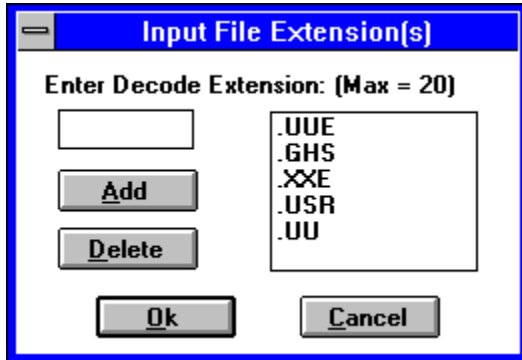 Input File Extension(s)
Enter Decode Extension: (Max = 20)
.UUE
.GHS
.XXE
.USR
.UU
Add
Delete
Ok
Cancel